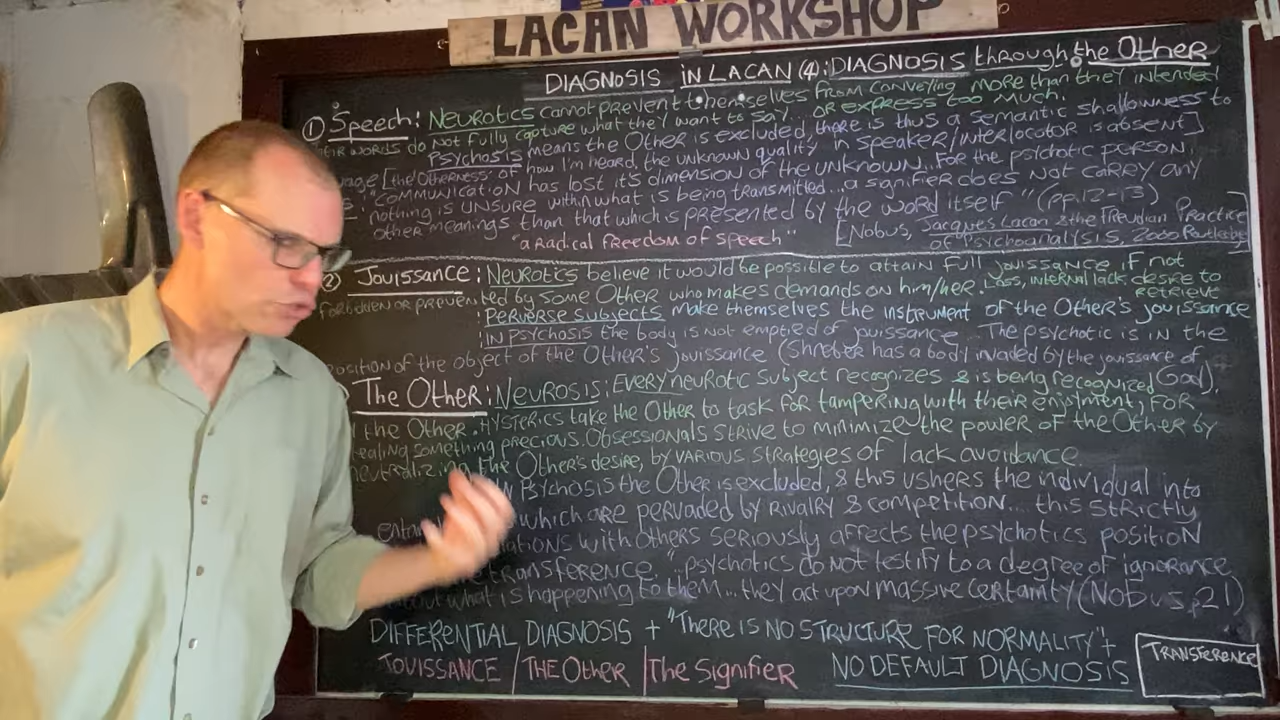 LACAN WORKSHOP
DIAGNOSIS IN LACAN (4): DIAGNOSIS through the Other
① Speech: NEUROTICS cannot prevent themselves from conveying more than they intended
words do not fully capture what they want to say.. or express too much.
PSYCHOSIS means the Other is excluded, there is thus a semantic shallowness to
[the 'otherness' of how I'm heard, the unknown quality in speaker/interlocutor is absent]
"communication has lost it's dimension of the unknown... For the psychotic person,
nothing is unsure within what is being transmitted... a signifier does not carry any
other meanings than that which is presented by the word itself" (pp.12-13)
"a radical freedom of speech" [Nobus, Jacques Lacan & the Freudian Practice
of Psychoanalysis, 2000 Routledge]
② Jouissance: Neurotics believe it would be possible to attain full jouissance if not
forbidden or prevented by some Other who makes demands on him/her. Loss, internal lack desire to
retrieve
: Perverse subjects make themselves the instrument of the Other's jouissance
: IN PSYCHOSIS the body is not emptied of jouissance. The psychotic is in the
position of the object of the Other's jouissance (Shreber has a body invaded by the jouissance of
God),
The Other: Neurosis: Every neurotic subject recognizes & is being recognized
the Other. Hysterics take the Other to task for tampering with their enjoyment, for
something precious. Obsessionals strive to minimize the power of the Other by
neutralizing the Other's desire, by various strategies of lack avoidance.
PSYCHOSIS the Other is excluded, & this ushers the individual into
which are pervaded by rivalry & competition... this strictly
with others seriously affects the psychotics position
transference. "..psychotics do not testify to a degree of ignorance
about what is happening to them... they act upon massive certainty (Nobus, p21)
DIFFERENTIAL DIAGNOSIS + "THERE IS NO STRUCTURE FOR NORMALITY" +
JOUISSANCE | THE Other | The Signifier NO DEFAULT DIAGNOSIS
TRANSFERENCE